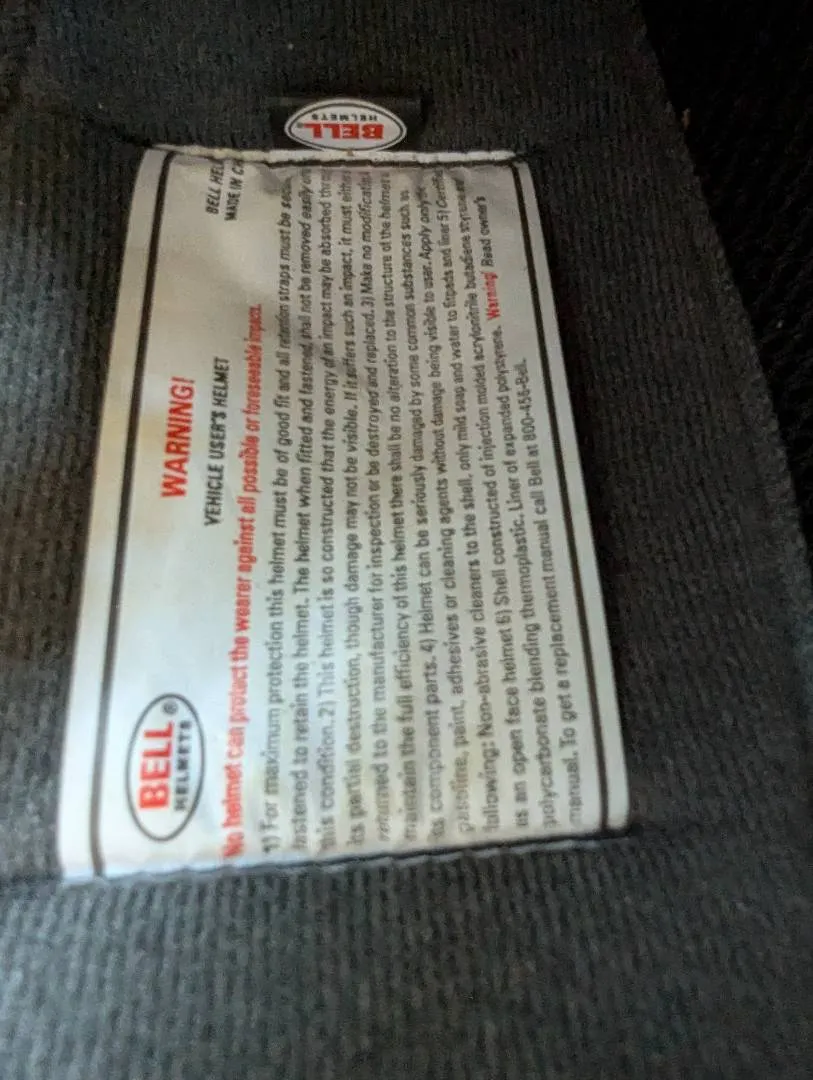 BELL
HELMETS
BELL ®
HELMETS
WARNING!
VEHICLE USER'S HELMET
BELL
MADE IN
No helmet can protect the wearer against all possible or foreseeable impacts.
1) For maximum protection this helmet must be of good fit and all retention straps must be
fastened to retain the helmet. The helmet when fitted and fastened, shall not be removed easily
this condition. 2) This helmet is so constructed that the energy of an impact may be absorbed
its partial destruction, though damage may not be visible. If it suffers such an impact, it must either
returned to the manufacturer for inspection or be destroyed and replaced. 3) Make no modification
maintain the full efficiency of this helmet there shall be no alteration to the structure of the helmet
its component parts. 4) Helmet can be seriously damaged by some common substances such as
gasoline, paint, adhesives or cleaning agents without damage being visible to user. Apply only
following: Non-abrasive cleaners to the shell, only mild soap and water to fitpads and liner 5)
as an open face helmet 6) Shell constructed of injection molded acrylonitrile butadiene styrene
polycarbonate blending thermoplastic. Liner of expanded polystyrene. Warning! Read owner's
manual. To get a replacement manual call Bell at 800-456-Bell.